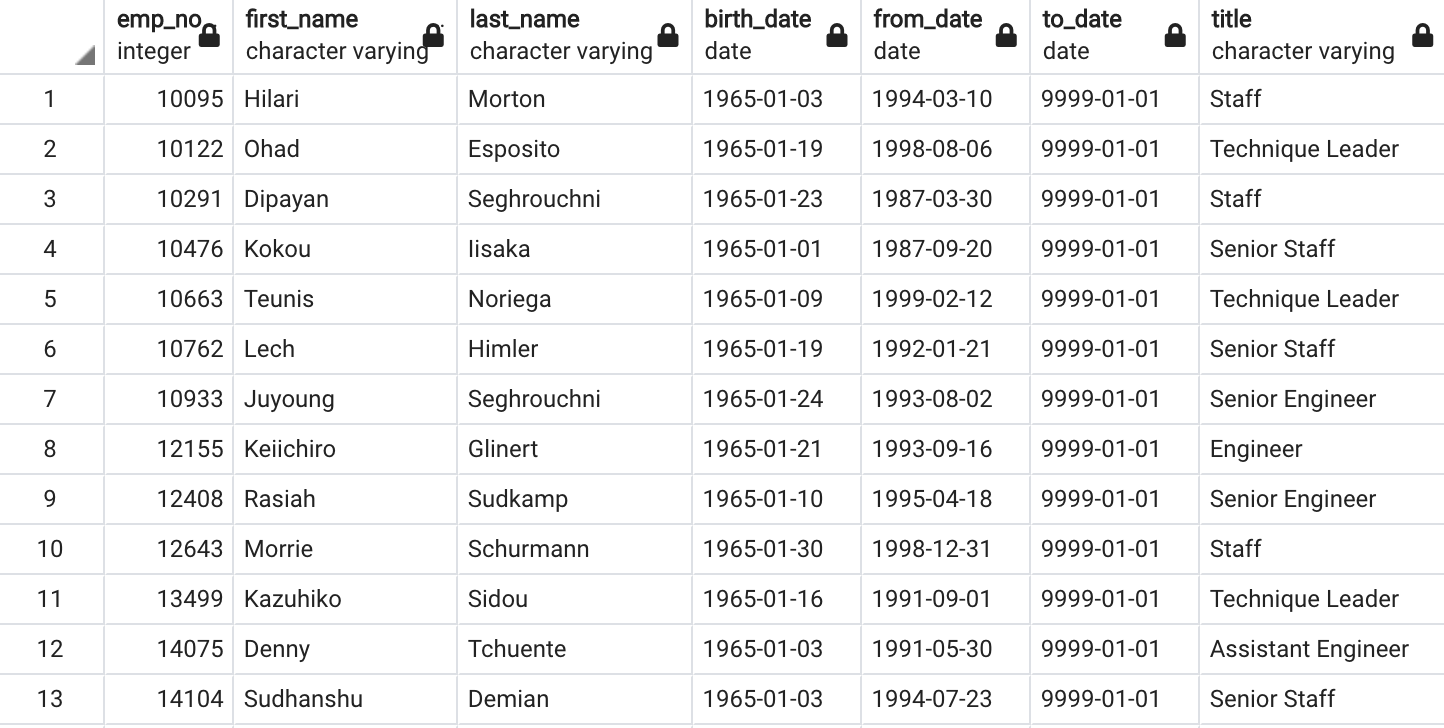 emp_no first_name last_name birth_date from_date to_date title
integer character varying character varying date date date character varying
1 10095 Hilari Morton 1965-01-03 1994-03-10 9999-01-01 Staff
2 10122 Ohad Esposito 1965-01-19 1998-08-06 9999-01-01 Technique Leader
3 10291 Dipayan Seghrouchni 1965-01-23 1987-03-30 9999-01-01 Staff
4 10476 Kokou Iisaka 1965-01-01 1987-09-20 9999-01-01 Senior Staff
5 10663 Teunis Noriega 1965-01-09 1999-02-12 9999-01-01 Technique Leader
6 10762 Lech Himler 1965-01-19 1992-01-21 9999-01-01 Senior Staff
7 10933 Juyoung Seghrouchni 1965-01-24 1993-08-02 9999-01-01 Senior Engineer
8 12155 Keiichiro Glinert 1965-01-21 1993-09-16 9999-01-01 Engineer
9 12408 Rasiah Sudkamp 1965-01-10 1995-04-18 9999-01-01 Senior Engineer
10 12643 Morrie Schurmann 1965-01-30 1998-12-31 9999-01-01 Staff
11 13499 Kazuhiko Sidou 1965-01-16 1991-09-01 9999-01-01 Technique Leader
12 14075 Denny Tchuente 1965-01-03 1991-05-30 9999-01-01 Assistant Engineer
13 14104 Sudhanshu Demian 1965-01-03 1994-07-23 9999-01-01 Senior Staff